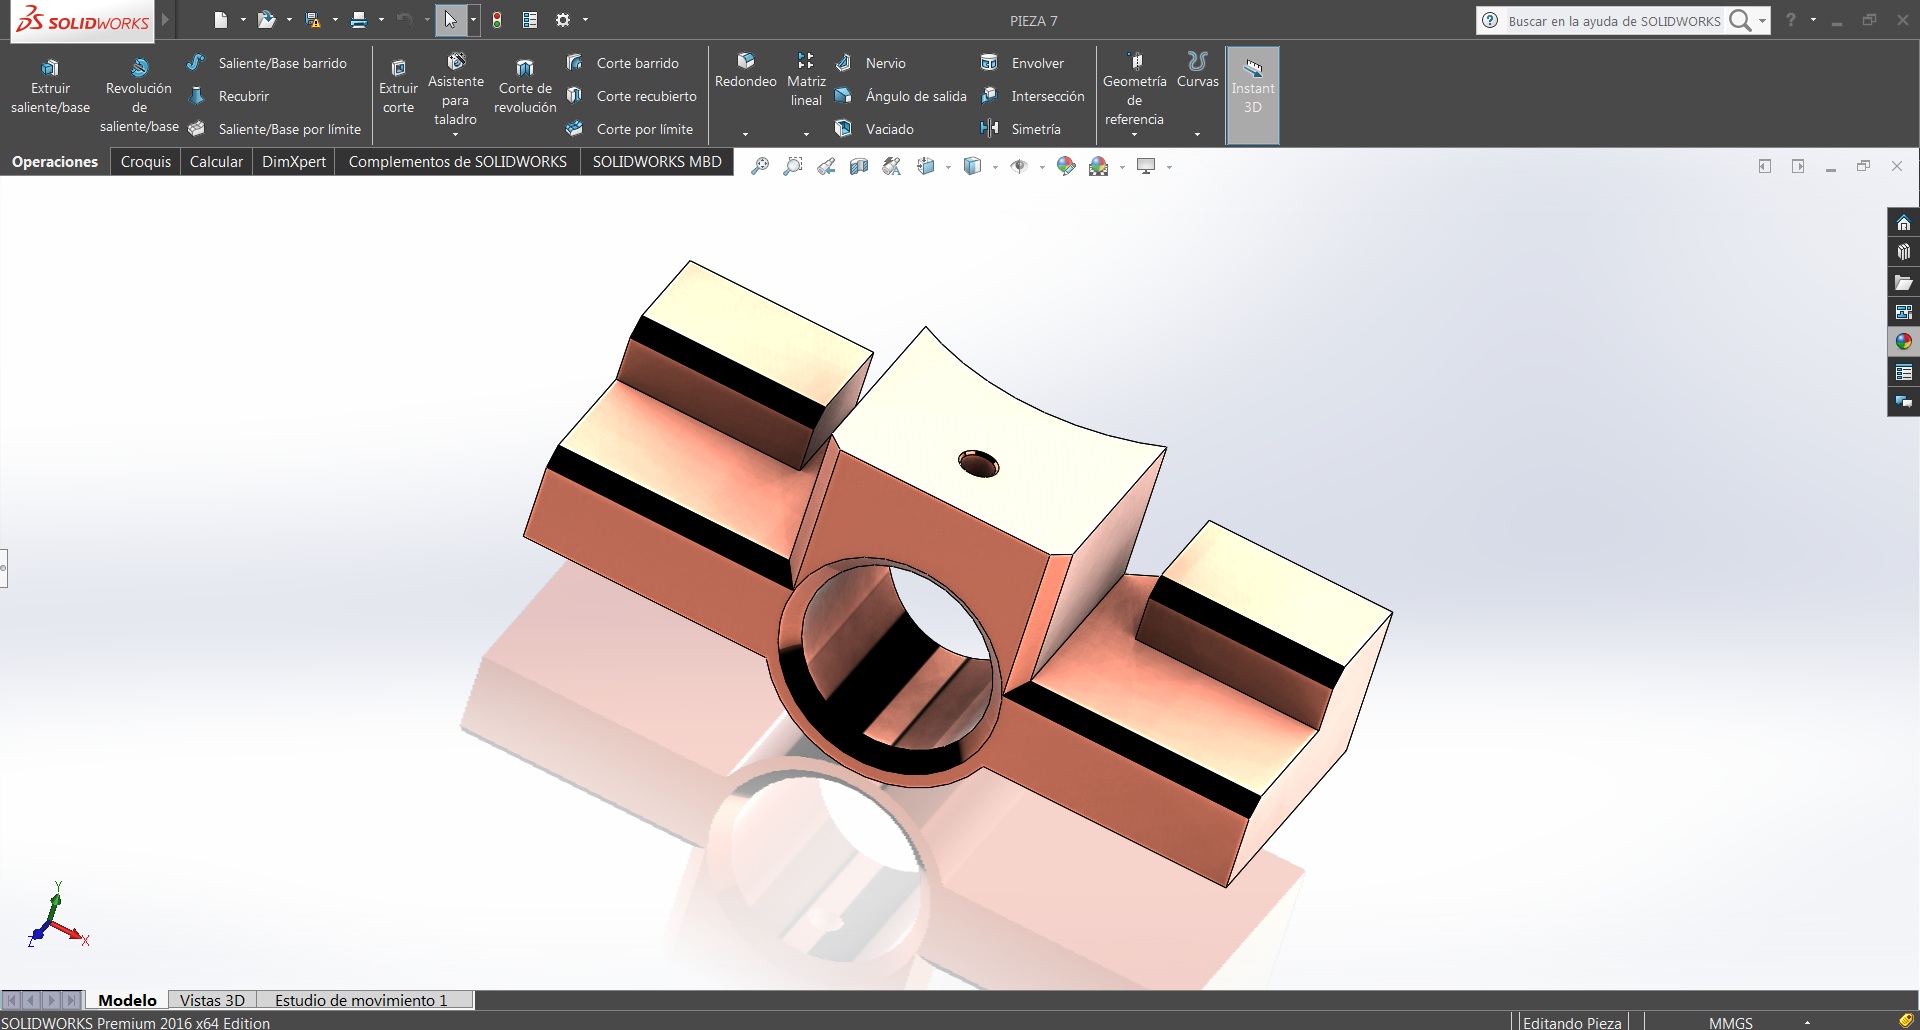 SOLIDWORKS
PIEZA 7
Buscar en la ayuda de SOLIDWORKS
Extruir
saliente/base
Revolución
de
saliente/base
Saliente/Base barrido
Recubrir
Saliente/Base por límite
Extruir
corte
Asistente
para
taladro
Corte de
revolución
Corte barrido
Corte recubierto
Corte por límite
Redondeo
Matriz
lineal
Nervio
Ángulo de salida
Vaciado
Envolver
Intersección
Simetría
Geometría
de
referencia
Curvas
Instant
3D
Operaciones
Croquis
Calcular
DimXpert
Complementos de SOLIDWORKS
SOLIDWORKS MBD
Y
X
Z
Modelo
Vistas 3D
Estudio de movimiento 1
SOLIDWORKS Premium 2016 x64 Edition
Editando Pieza
MMGS